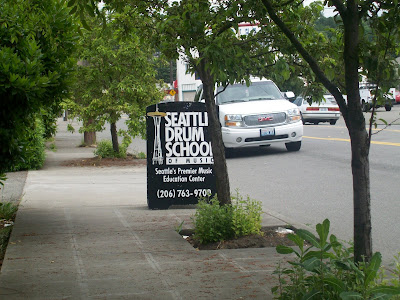 SEATTLE
DRUM
SCHOOL
OF MUSIC
Seattle's Premier Music
Education Center
(206) 763-9700